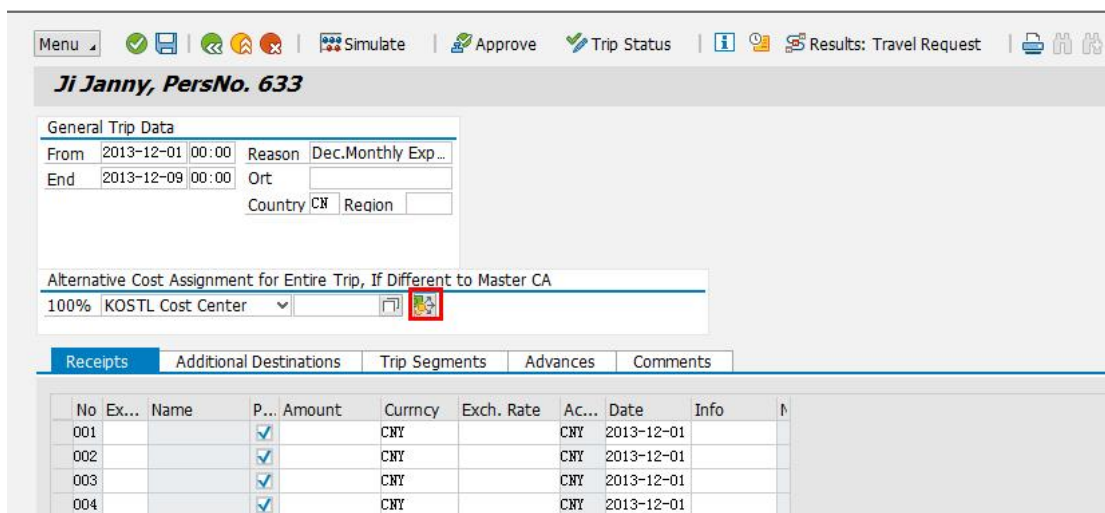 Menu Simulate Approve Trip Status Results: Travel Request
Ji Janny, PersNo. 633
General Trip Data
From 2013-12-01 00:00 Reason Dec.Monthly Exp...
End 2013-12-09 00:00 Ort
Country CN Region
Alternative Cost Assignment for Entire Trip, If Different to Master CA
100% KOSTL Cost Center
Receipts Additional Destinations Trip Segments Advances Comments
No Ex... Name P... Amount Currncy Exch. Rate Ac... Date Info
001 CNY CNY 2013-12-01
002 CNY CNY 2013-12-01
003 CNY CNY 2013-12-01
004 CNY CNY 2013-12-01